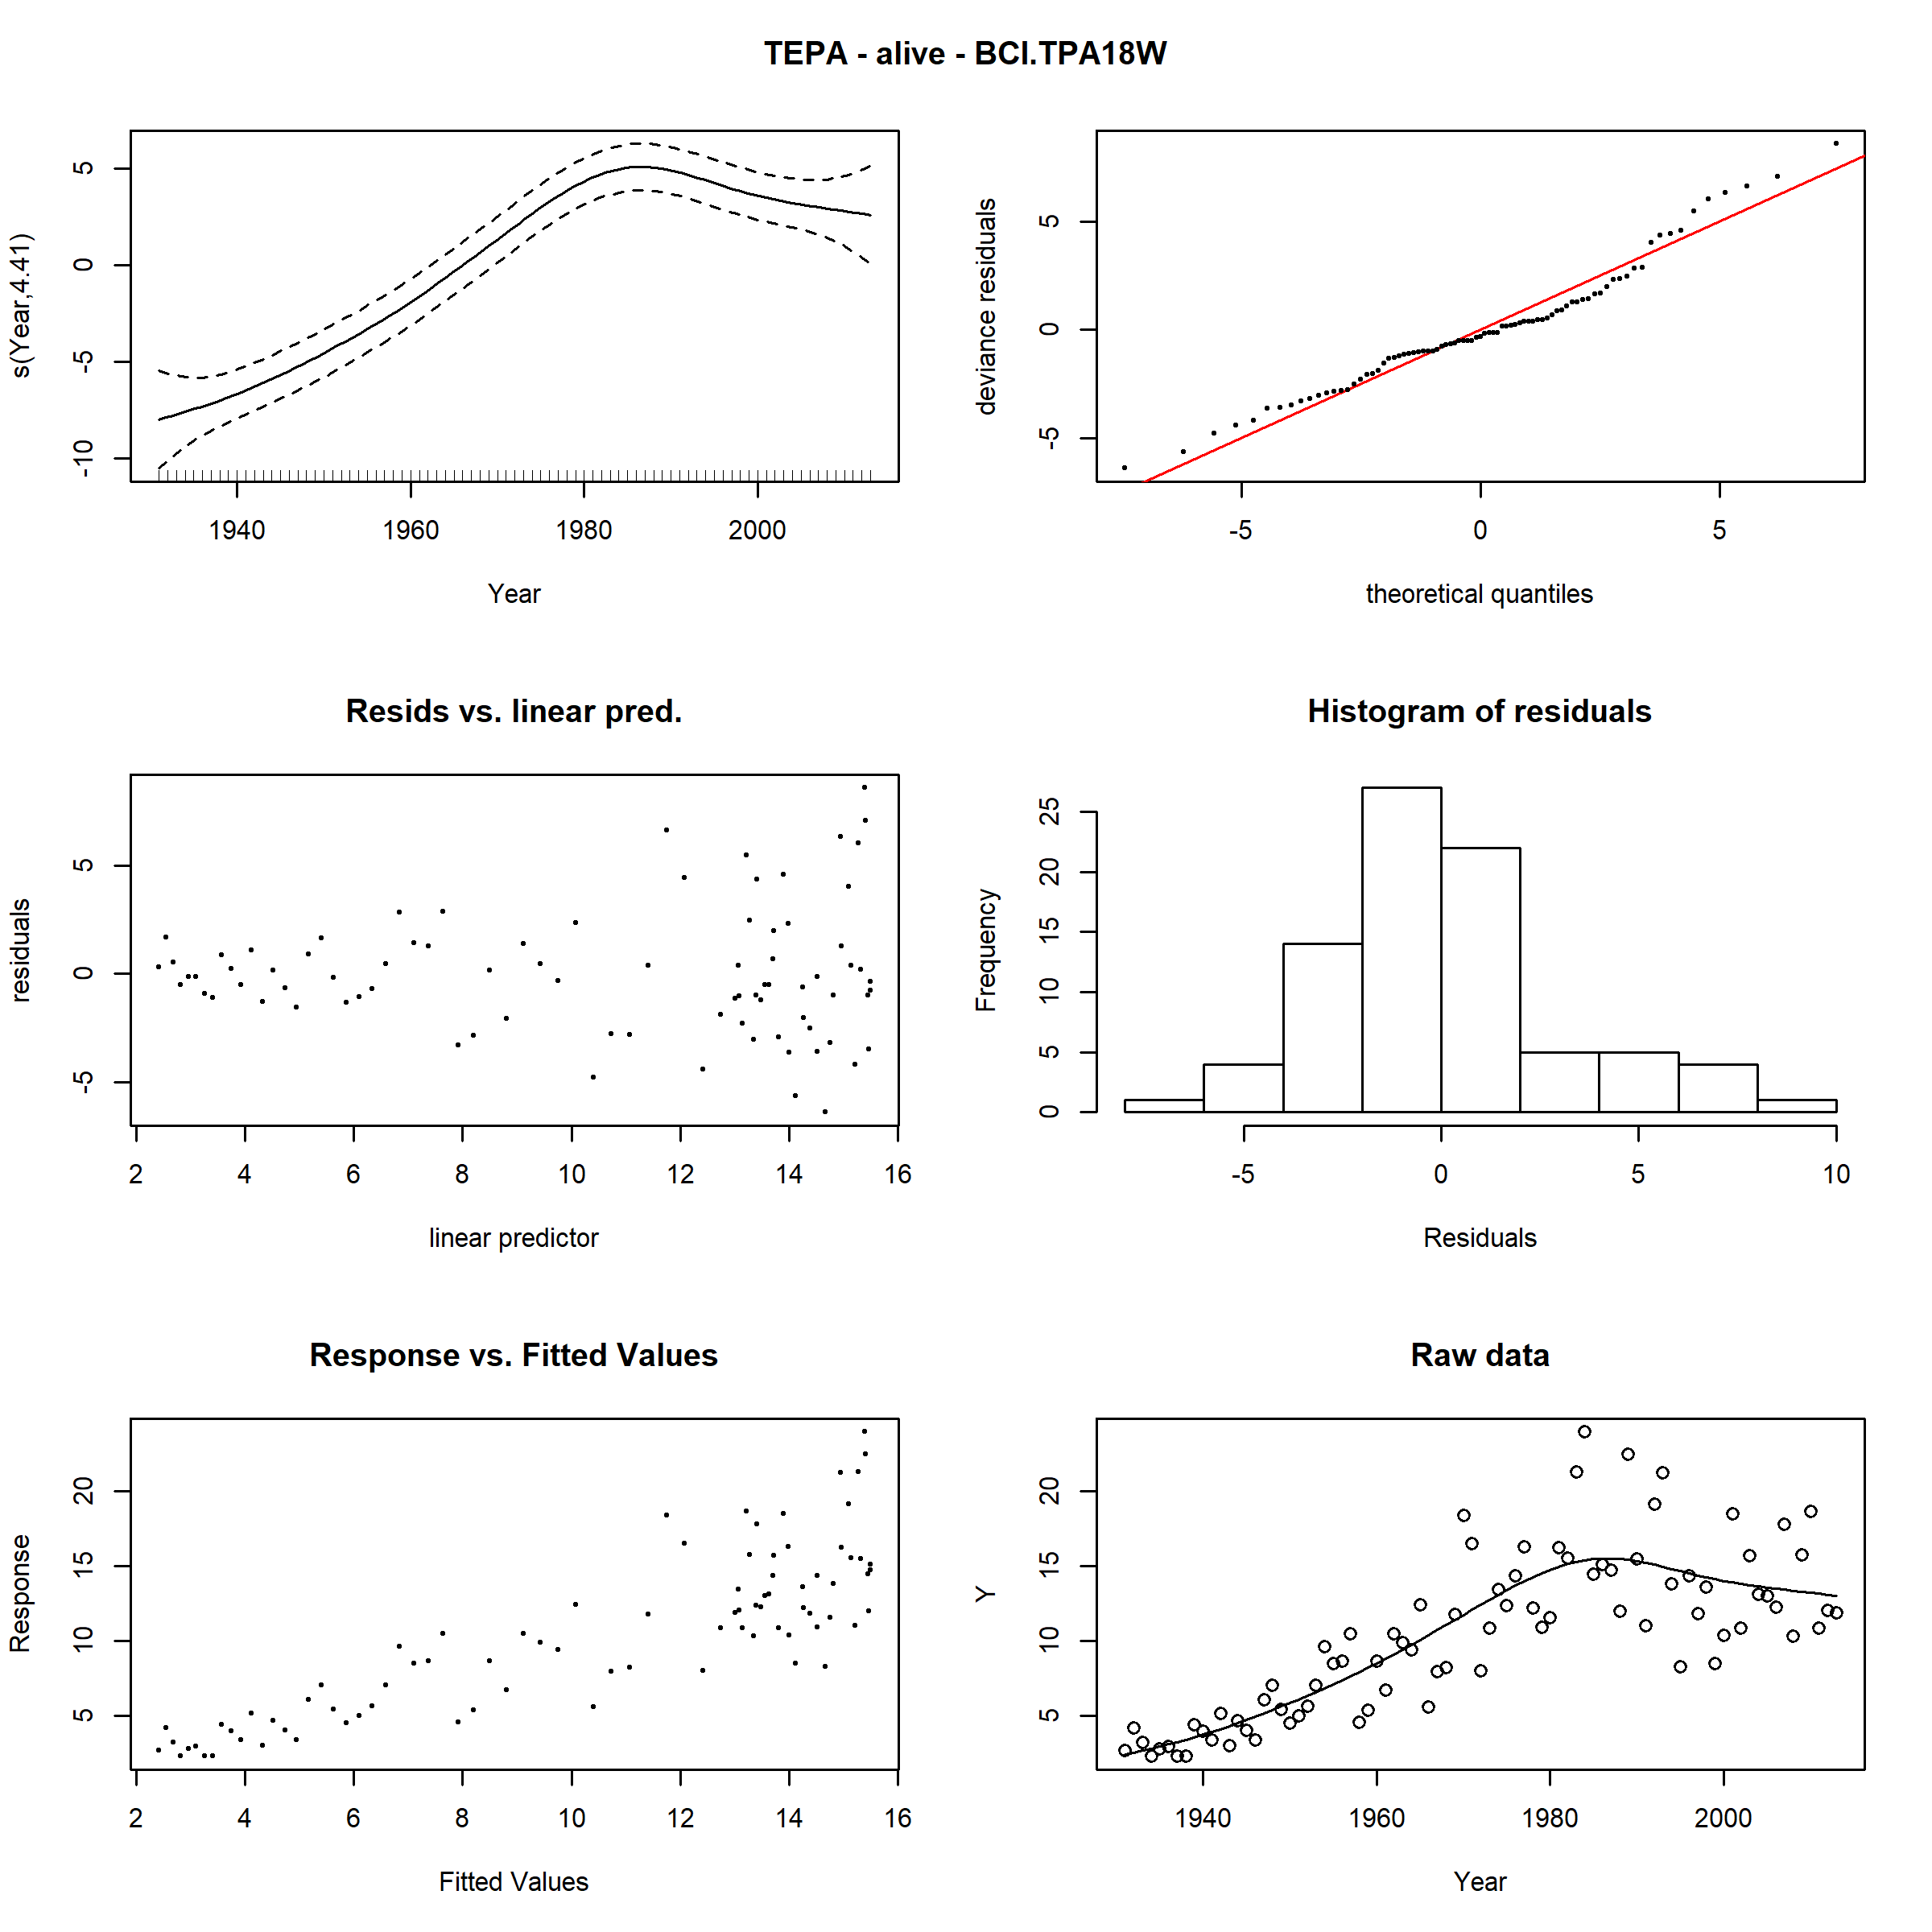 TEPA - alive - BCI.TPA18W
s(Year,4.41)
5
0
-5
-10
1940 1960 1980 2000
Year
deviance residuals
5
0
-5
-5 0 5
theoretical quantiles
Resids vs. linear pred.
residuals
5
0
-5
2 4 6 8 10 12 14 16
linear predictor
Histogram of residuals
Frequency
25
20
15
10
5
0
-5 0 5 10
Residuals
Response vs. Fitted Values
Response
20
15
10
5
2 4 6 8 10 12 14 16
Fitted Values
Raw data
Y
20
15
10
5
1940 1960 1980 2000
Year